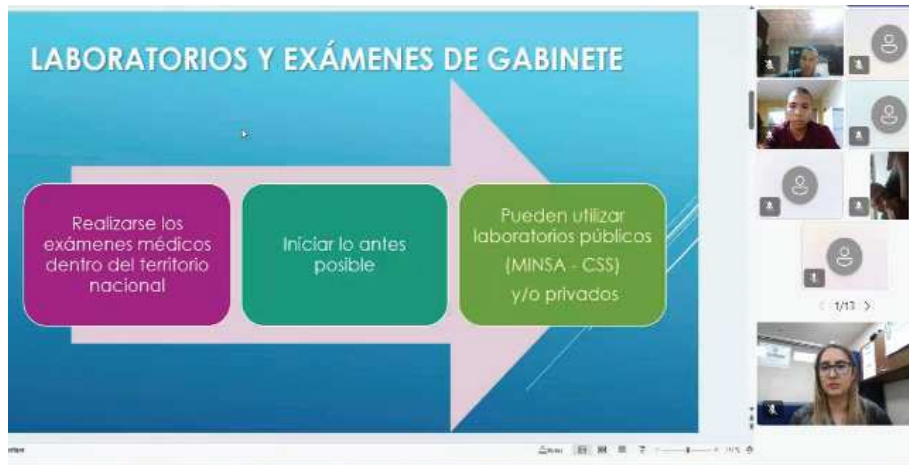 LABORATORIOS Y EXÁMENES DE GABINETE
Realizarse los
exámenes médicos
dentro del territorio
nacional
Iniciar lo antes
posible
Pueden utilizar
laboratorios públicos
(MINSA - CSS)
y/o privados
1/13